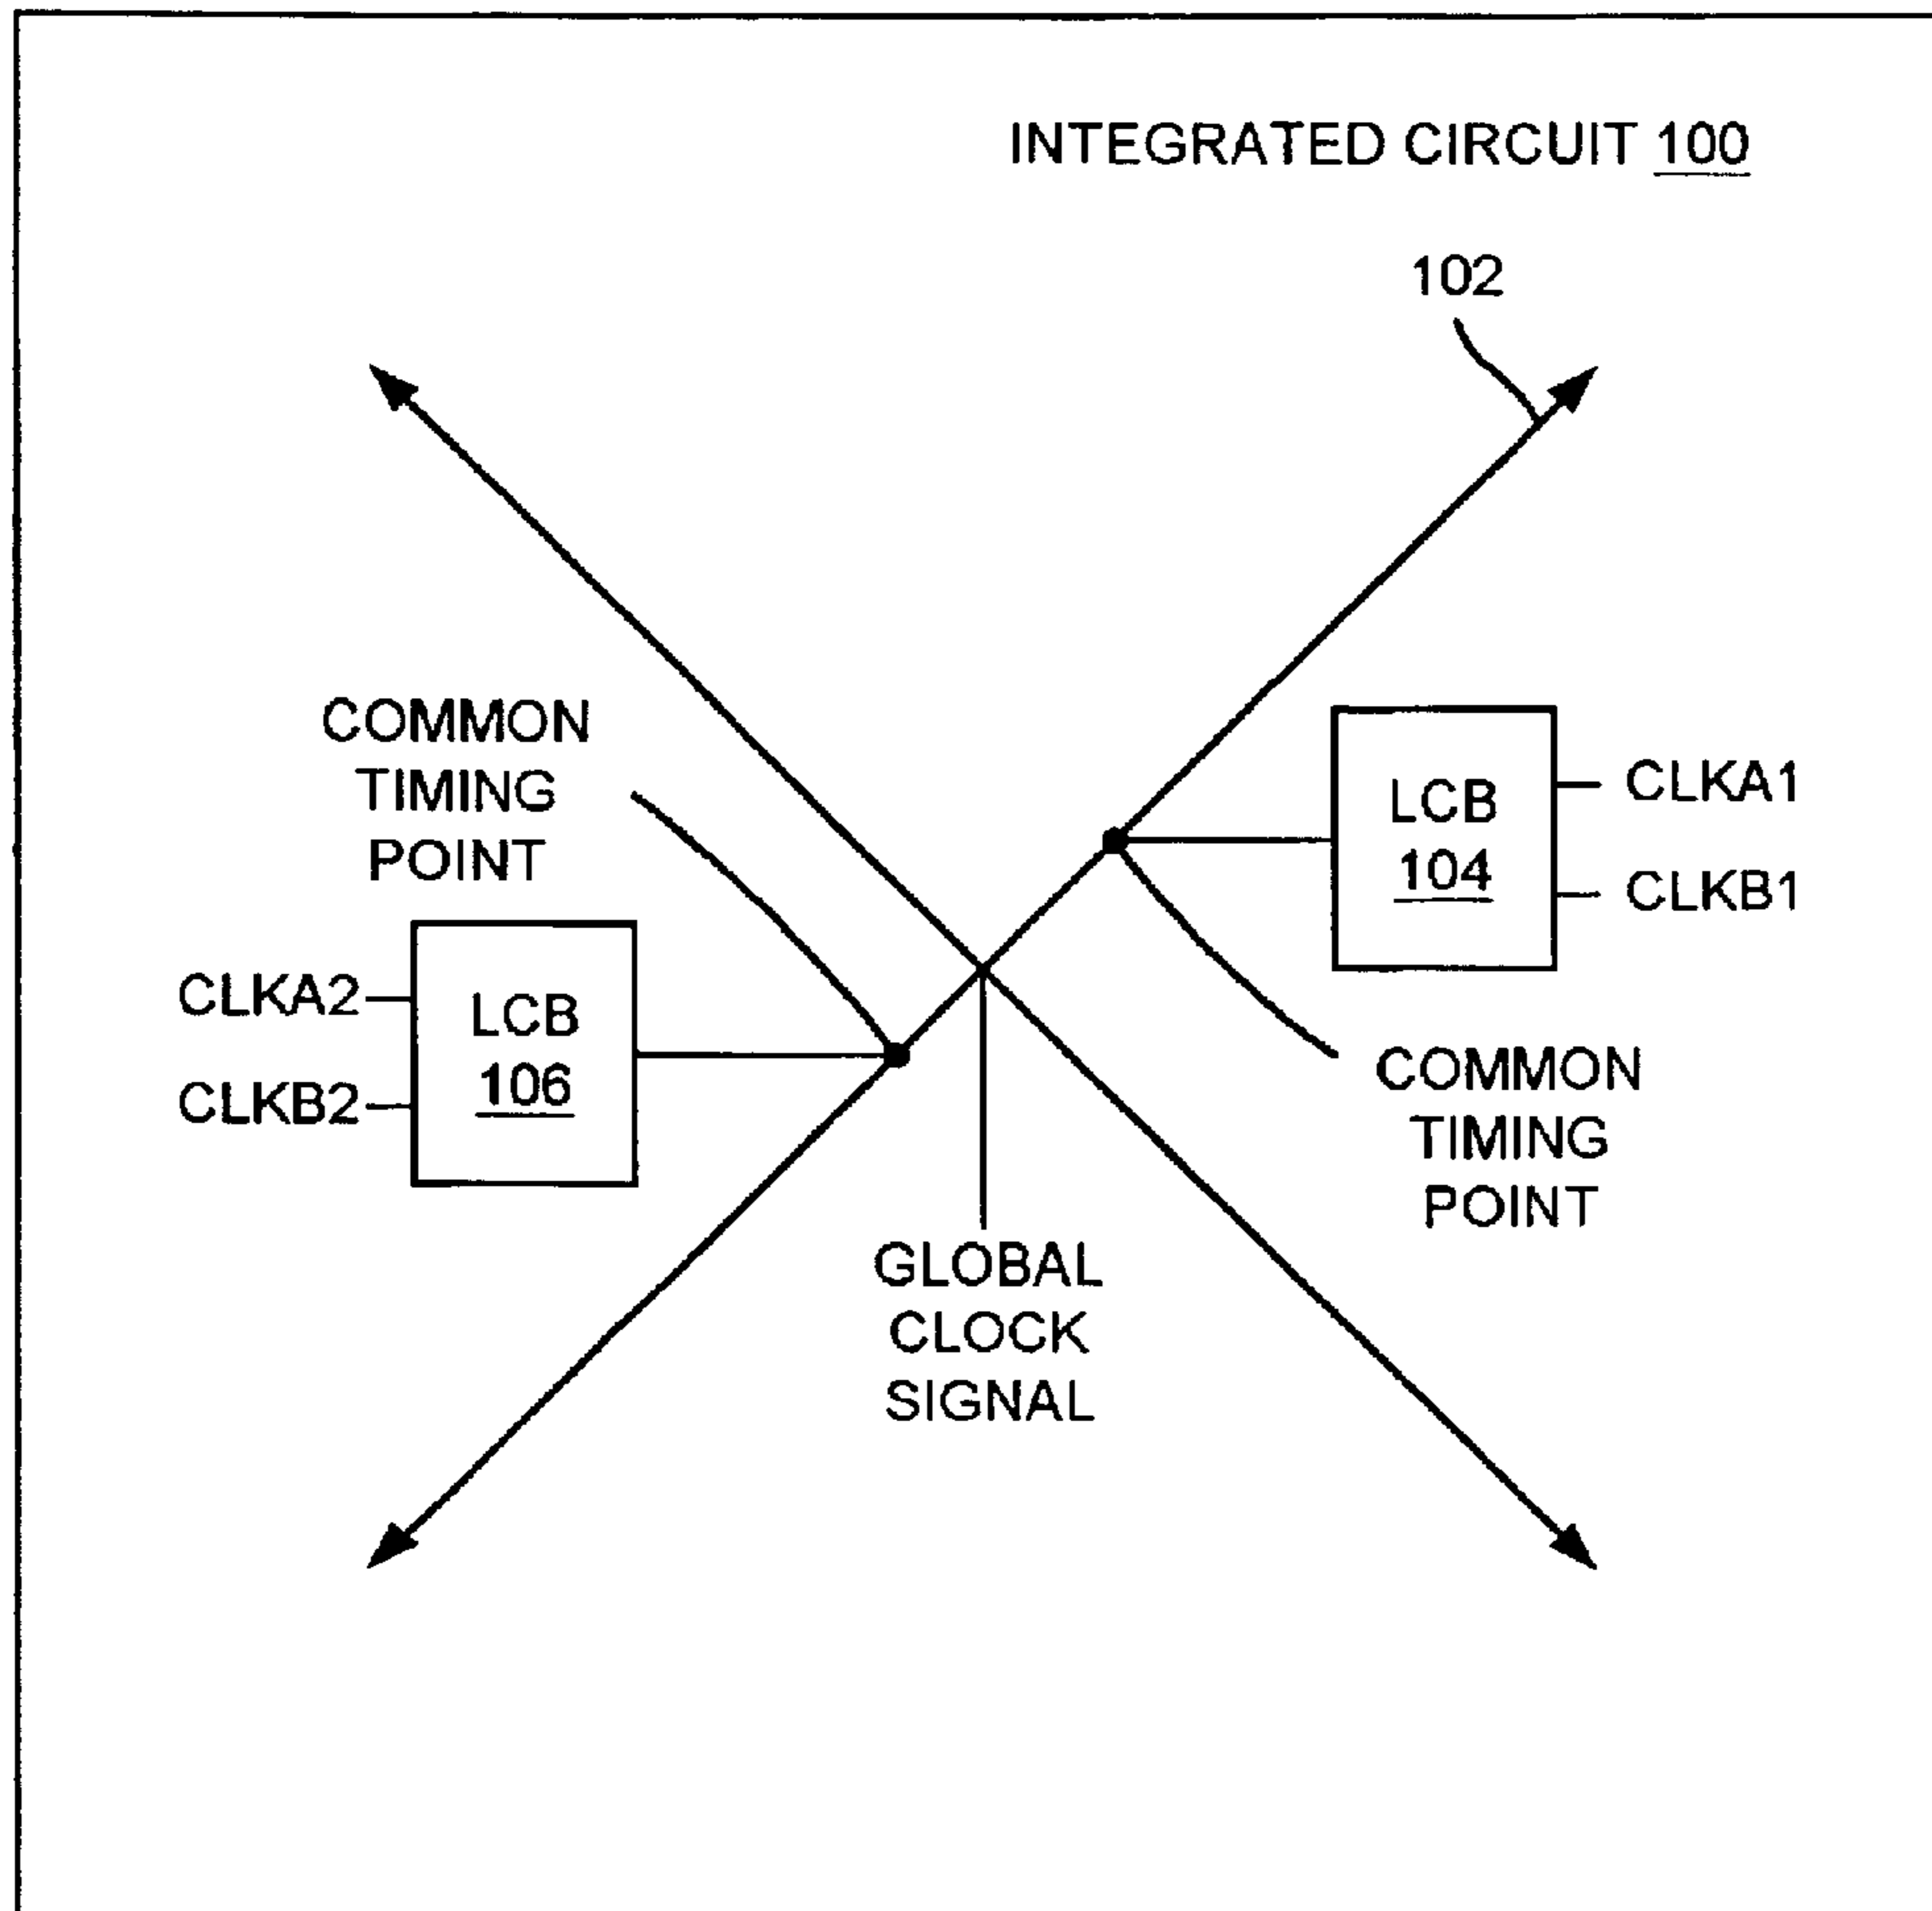 INTEGRATED CIRCUIT 100
102
COMMON
TIMING
POINT
LCB
104
CLKA1
CLKB1
CLKA2
CLKB2
LCB
106
COMMON
TIMING
POINT
GLOBAL
CLOCK
SIGNAL